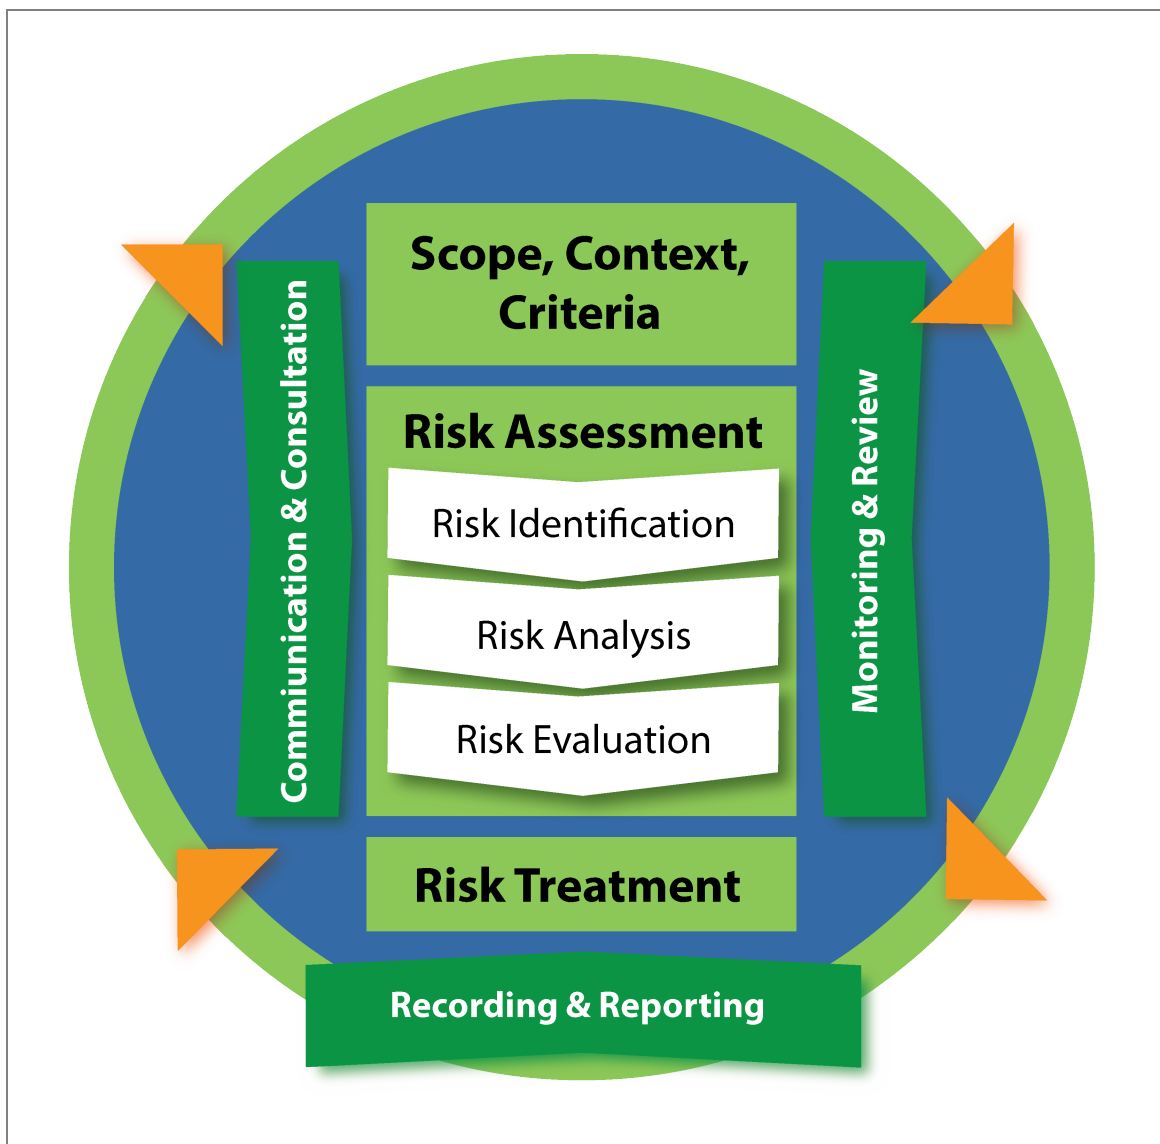 Scope, Context,
Criteria
Risk Assessment
Risk Identification
Risk Analysis
Risk Evaluation
Risk Treatment
Commiunication & Consultation
Monitoring & Review
Recording & Reporting